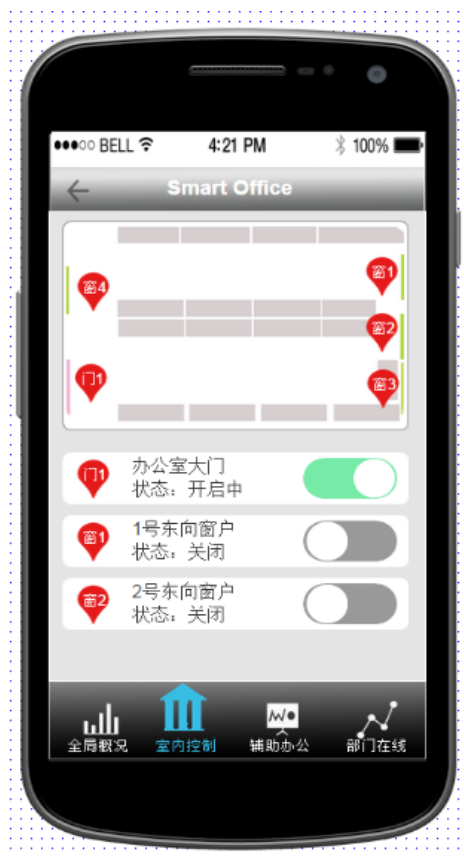 BELL 4:21 PM 100%
Smart Office
窗1
窗4
窗2
门1
窗3
门1
办公室大门
状态：开启中
窗1
1号东向窗户
状态：关闭
窗2
2号东向窗户
状态：关闭
全局概况 室内控制 辅助办公 部门在线